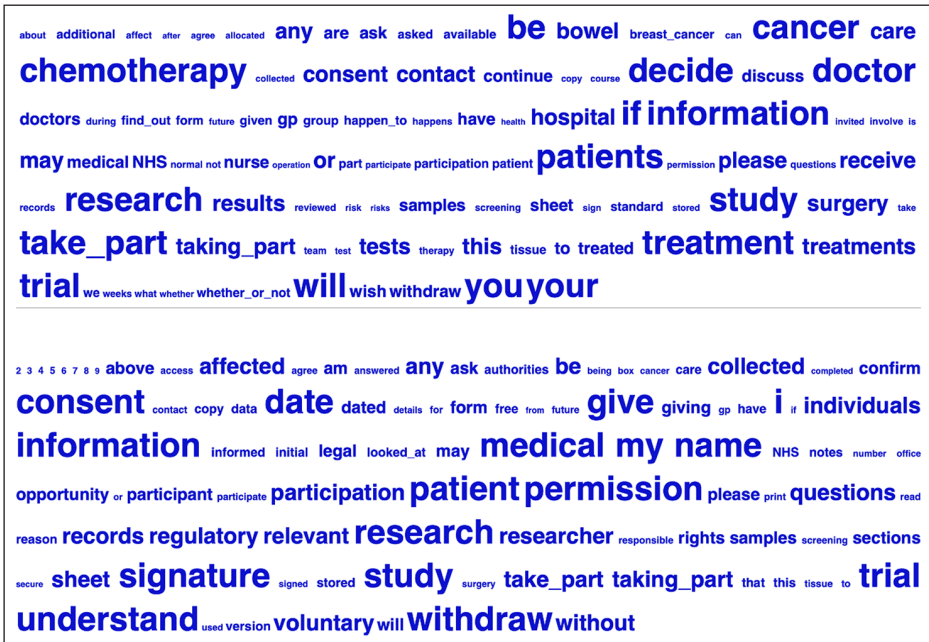 about additional affect after agree allocated any are ask asked available be bowel breast_cancer can cancer care
chemotherapy collected consent contact continue copy course decide discuss doctor
doctors during find_out form future given gp group happen_to happens have health hospital if information invited involve is
may medical NHS normal not nurse operation or part participate participation patient patients permission please questions receive
records research results reviewed risk risks samples screening sheet sign standard stored study surgery take
take_part taking_part team test tests therapy this tissue to treated treatment treatments
trial we weeks what whether whether_or_not will wish withdraw you your
2 3 4 5 6 7 8 9 above access affected agree am answered any ask authorities be being box cancer care collected completed confirm
consent contact copy data date dated details for form free from future give giving gp have i if individuals
information informed initial legal looked_at may medical my name NHS notes number office
opportunity or participant participate participation patient permission please print questions read
reason records regulatory relevant research researcher responsible rights samples screening sections
secure sheet signature signed stored study surgery take_part taking_part that this tissue to trial
understand used version voluntary will withdraw without